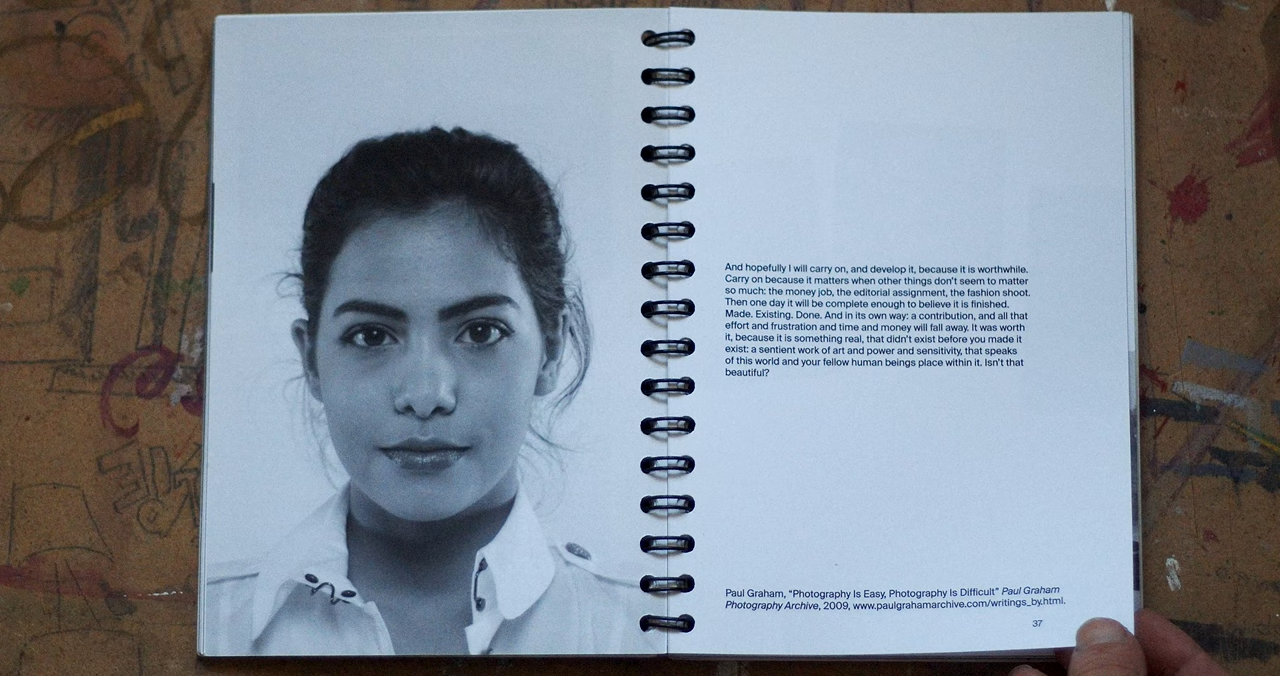 And hopefully I will carry on, and develop it, because it is worthwhile.
Carry on because it matters when other things don't seem to matter
so much: the money job, the editorial assignment, the fashion shoot.
Then one day it will be complete enough to believe it is finished.
Made. Existing. Done. And in its own way: a contribution, and all that
effort and frustration and time and money will fall away. It was worth
it, because it is something real, that didn't exist before you made it
exist: a sentient work of art and power and sensitivity, that speaks
of this world and your fellow human beings place within it. Isn't that
beautiful?
Paul Graham, “Photography Is Easy, Photography Is Difficult” Paul Graham
Photography Archive, 2009, www.paulgrahamarchive.com/writings_by.html.
37